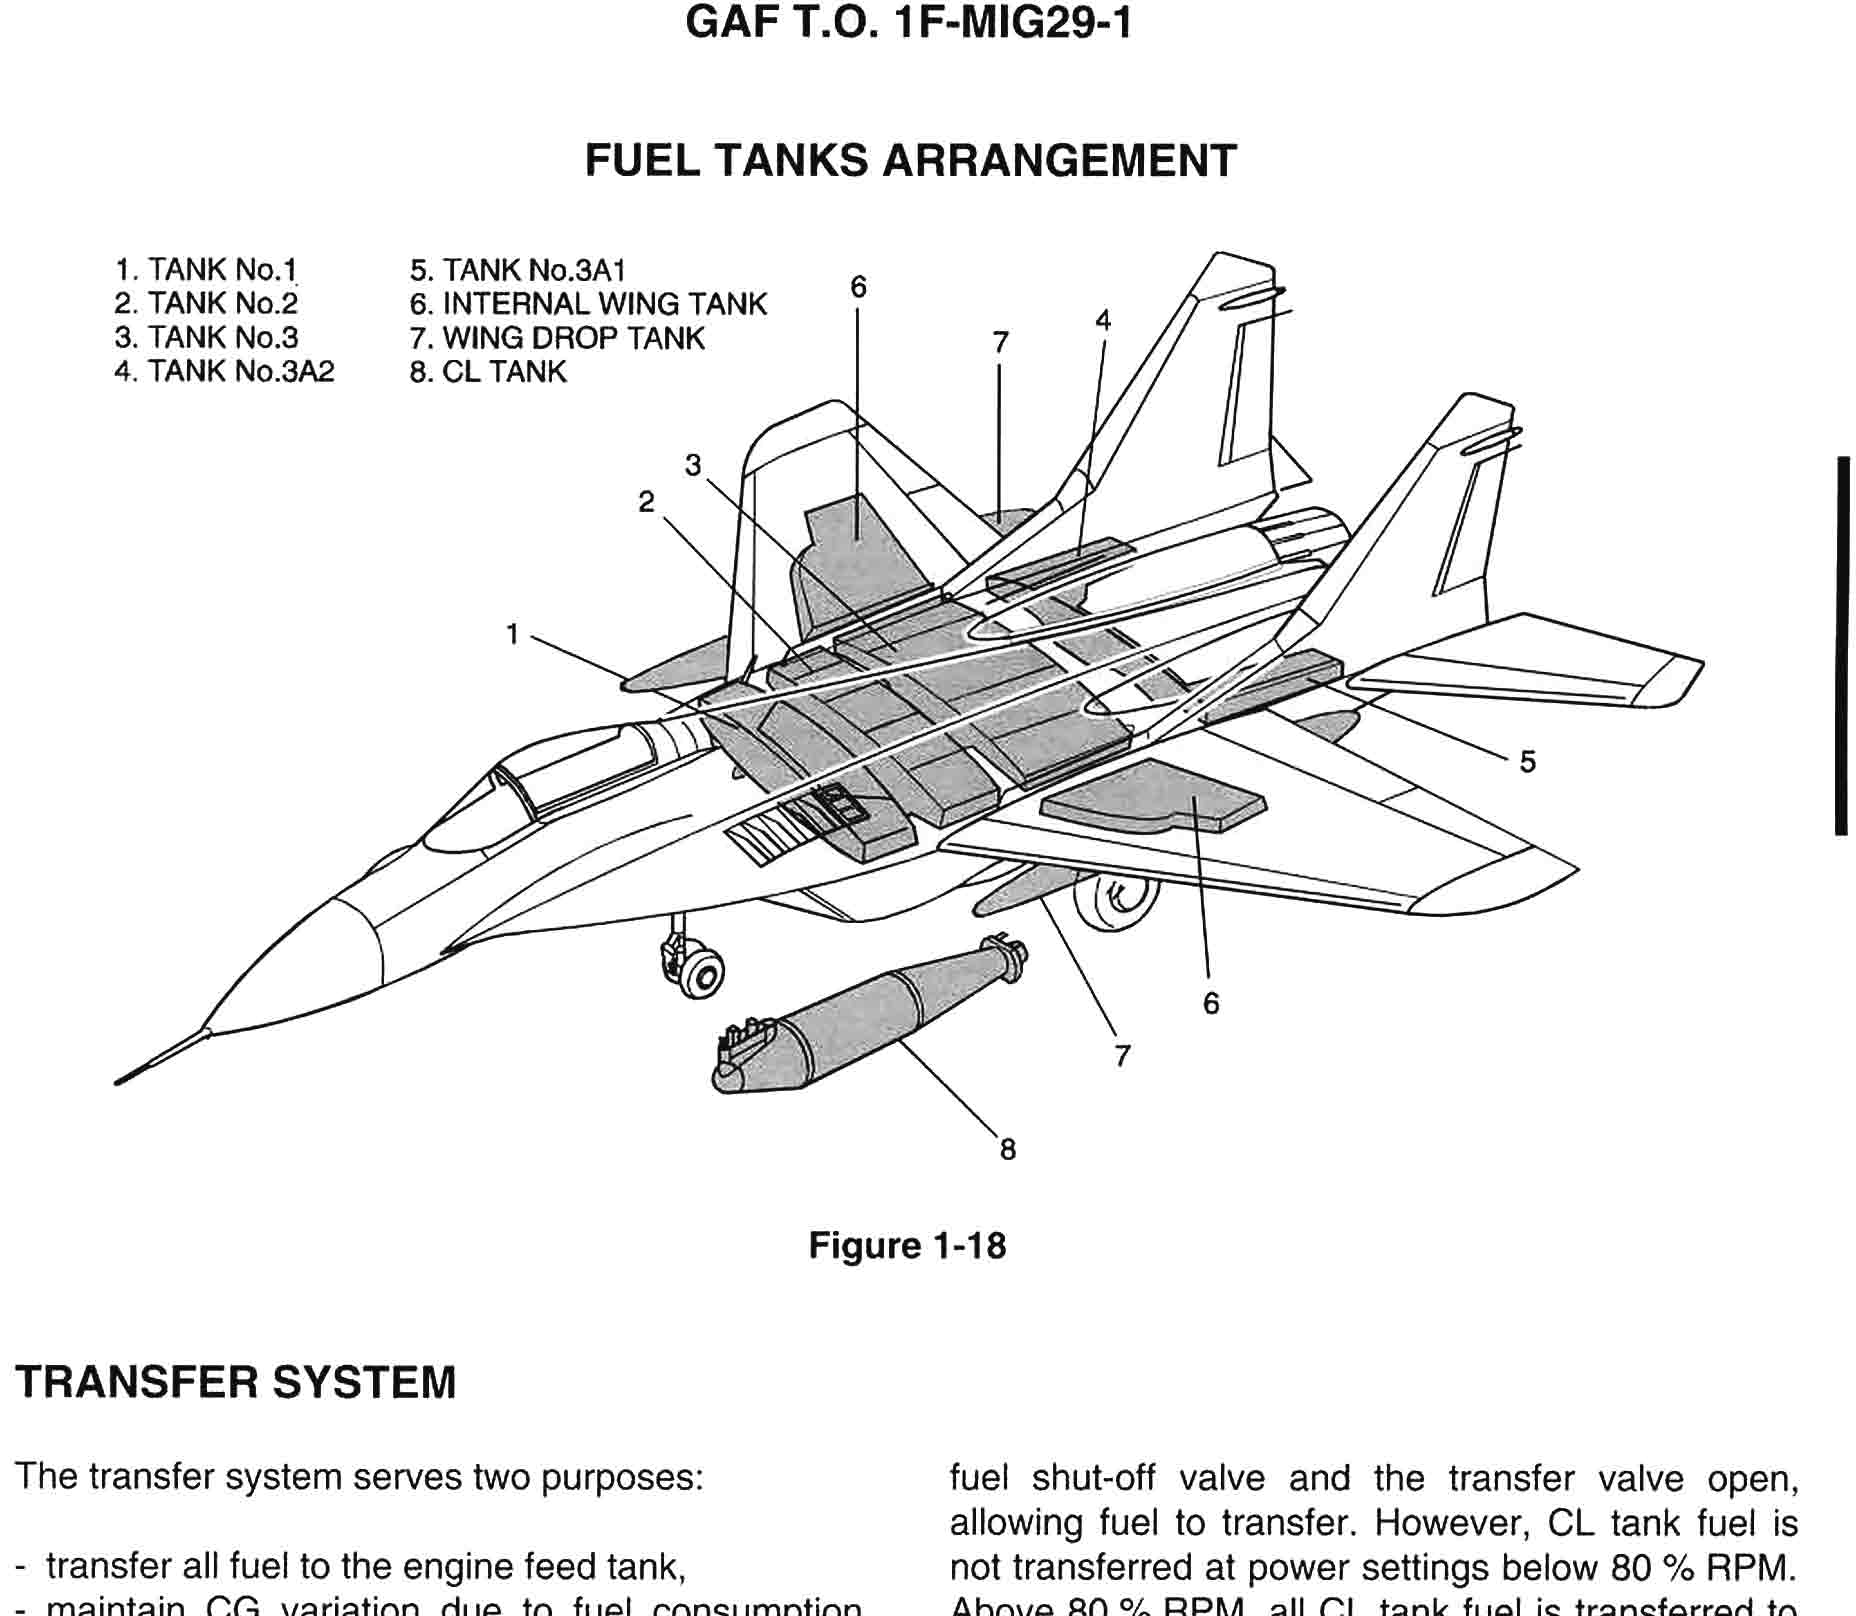 GAF T.O. 1F-MIG29-1
FUEL TANKS ARRANGEMENT
1. TANK No.1
2. TANK No.2
3. TANK No.3
4. TANK No.3A2
5. TANK No.3A1
6. INTERNAL WING TANK
7. WING DROP TANK
8. CL TANK
6
7
4
3
2
1
5
6
7
8
Figure 1-18
TRANSFER SYSTEM
The transfer system serves two purposes:
- transfer all fuel to the engine feed tank,
- maintain CG variation due to fuel consumption
fuel shut-off valve and the transfer valve open,
allowing fuel to transfer. However, CL tank fuel is
not transferred at power settings below 80 % RPM.
Above 80 % RPM, all CL tank fuel is transferred to